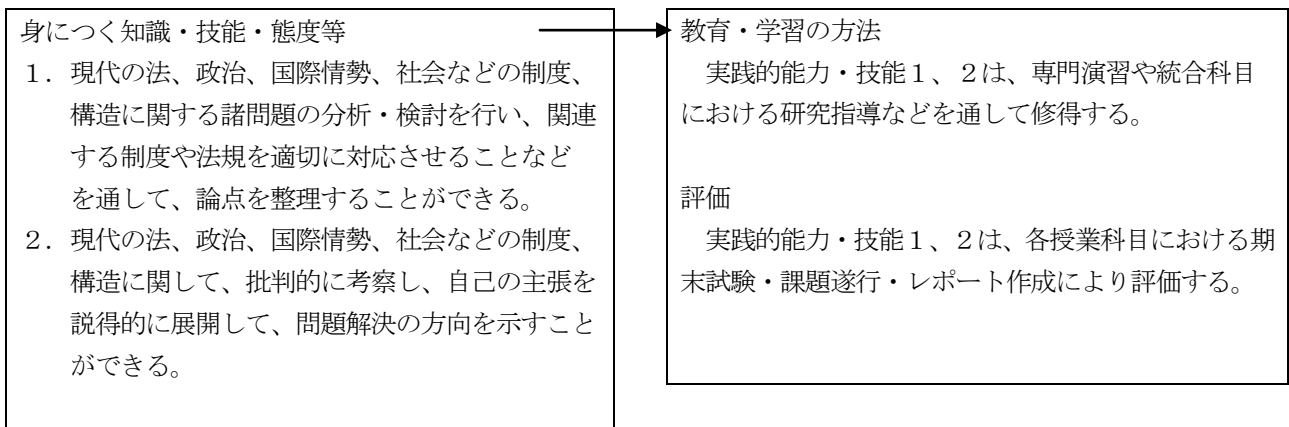 身につく知識・技能・態度等
１．現代の法、政治、国際情勢、社会などの制度、
構造に関する諸問題の分析・検討を行い、関連
する制度や法規を適切に対応させることなど
を通して、論点を整理することができる。
２．現代の法、政治、国際情勢、社会などの制度、
構造に関して、批判的に考察し、自己の主張を
説得的に展開して、問題解決の方向を示すこと
ができる。
教育・学習の方法
実践的能力・技能１、２は、専門演習や統合科目
における研究指導などを通して修得する。
評価
実践的能力・技能１、２は、各授業科目における期
末試験・課題遂行・レポート作成により評価する。